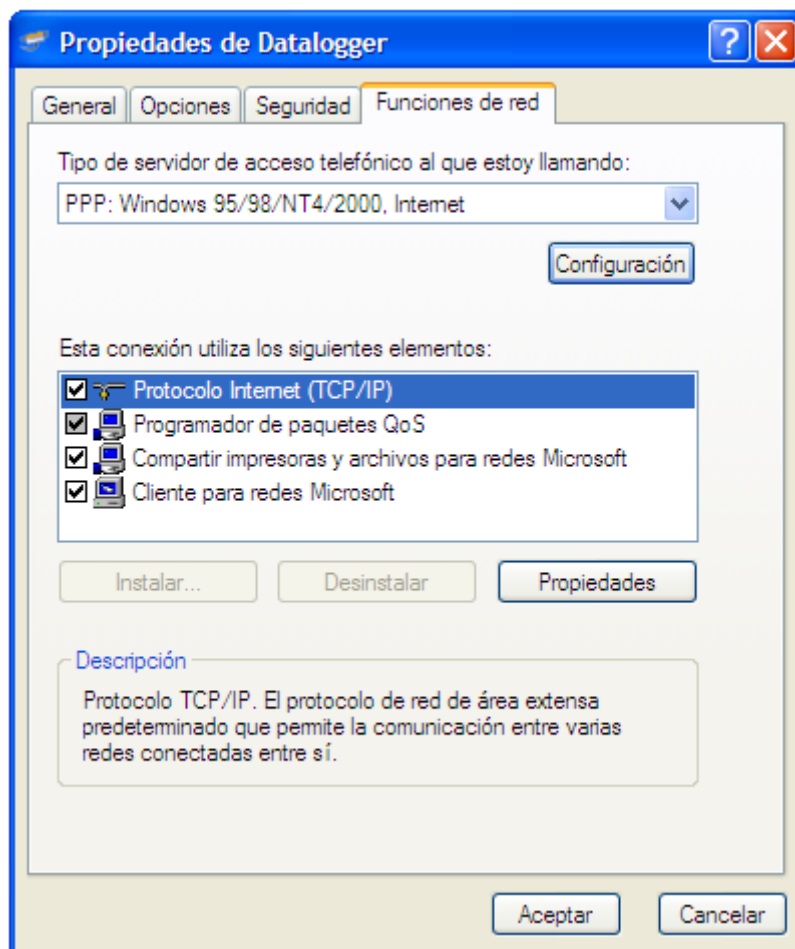 Propiedades de Datalogger
General
Opciones
Seguridad
Funciones de red
Tipo de servidor de acceso telefónico al que estoy llamando:
PPP: Windows 95/98/NT4/2000, Internet
Configuración
Esta conexión utiliza los siguientes elementos:
Protocolo Internet (TCP/IP)
Programador de paquetes QoS
Compartir impresoras y archivos para redes Microsoft
Cliente para redes Microsoft
Instalar...
Desinstalar
Propiedades
Descripción
Protocolo TCP/IP. El protocolo de red de área extensa
predeterminado que permite la comunicación entre varias
redes conectadas entre sí.
Aceptar
Cancelar